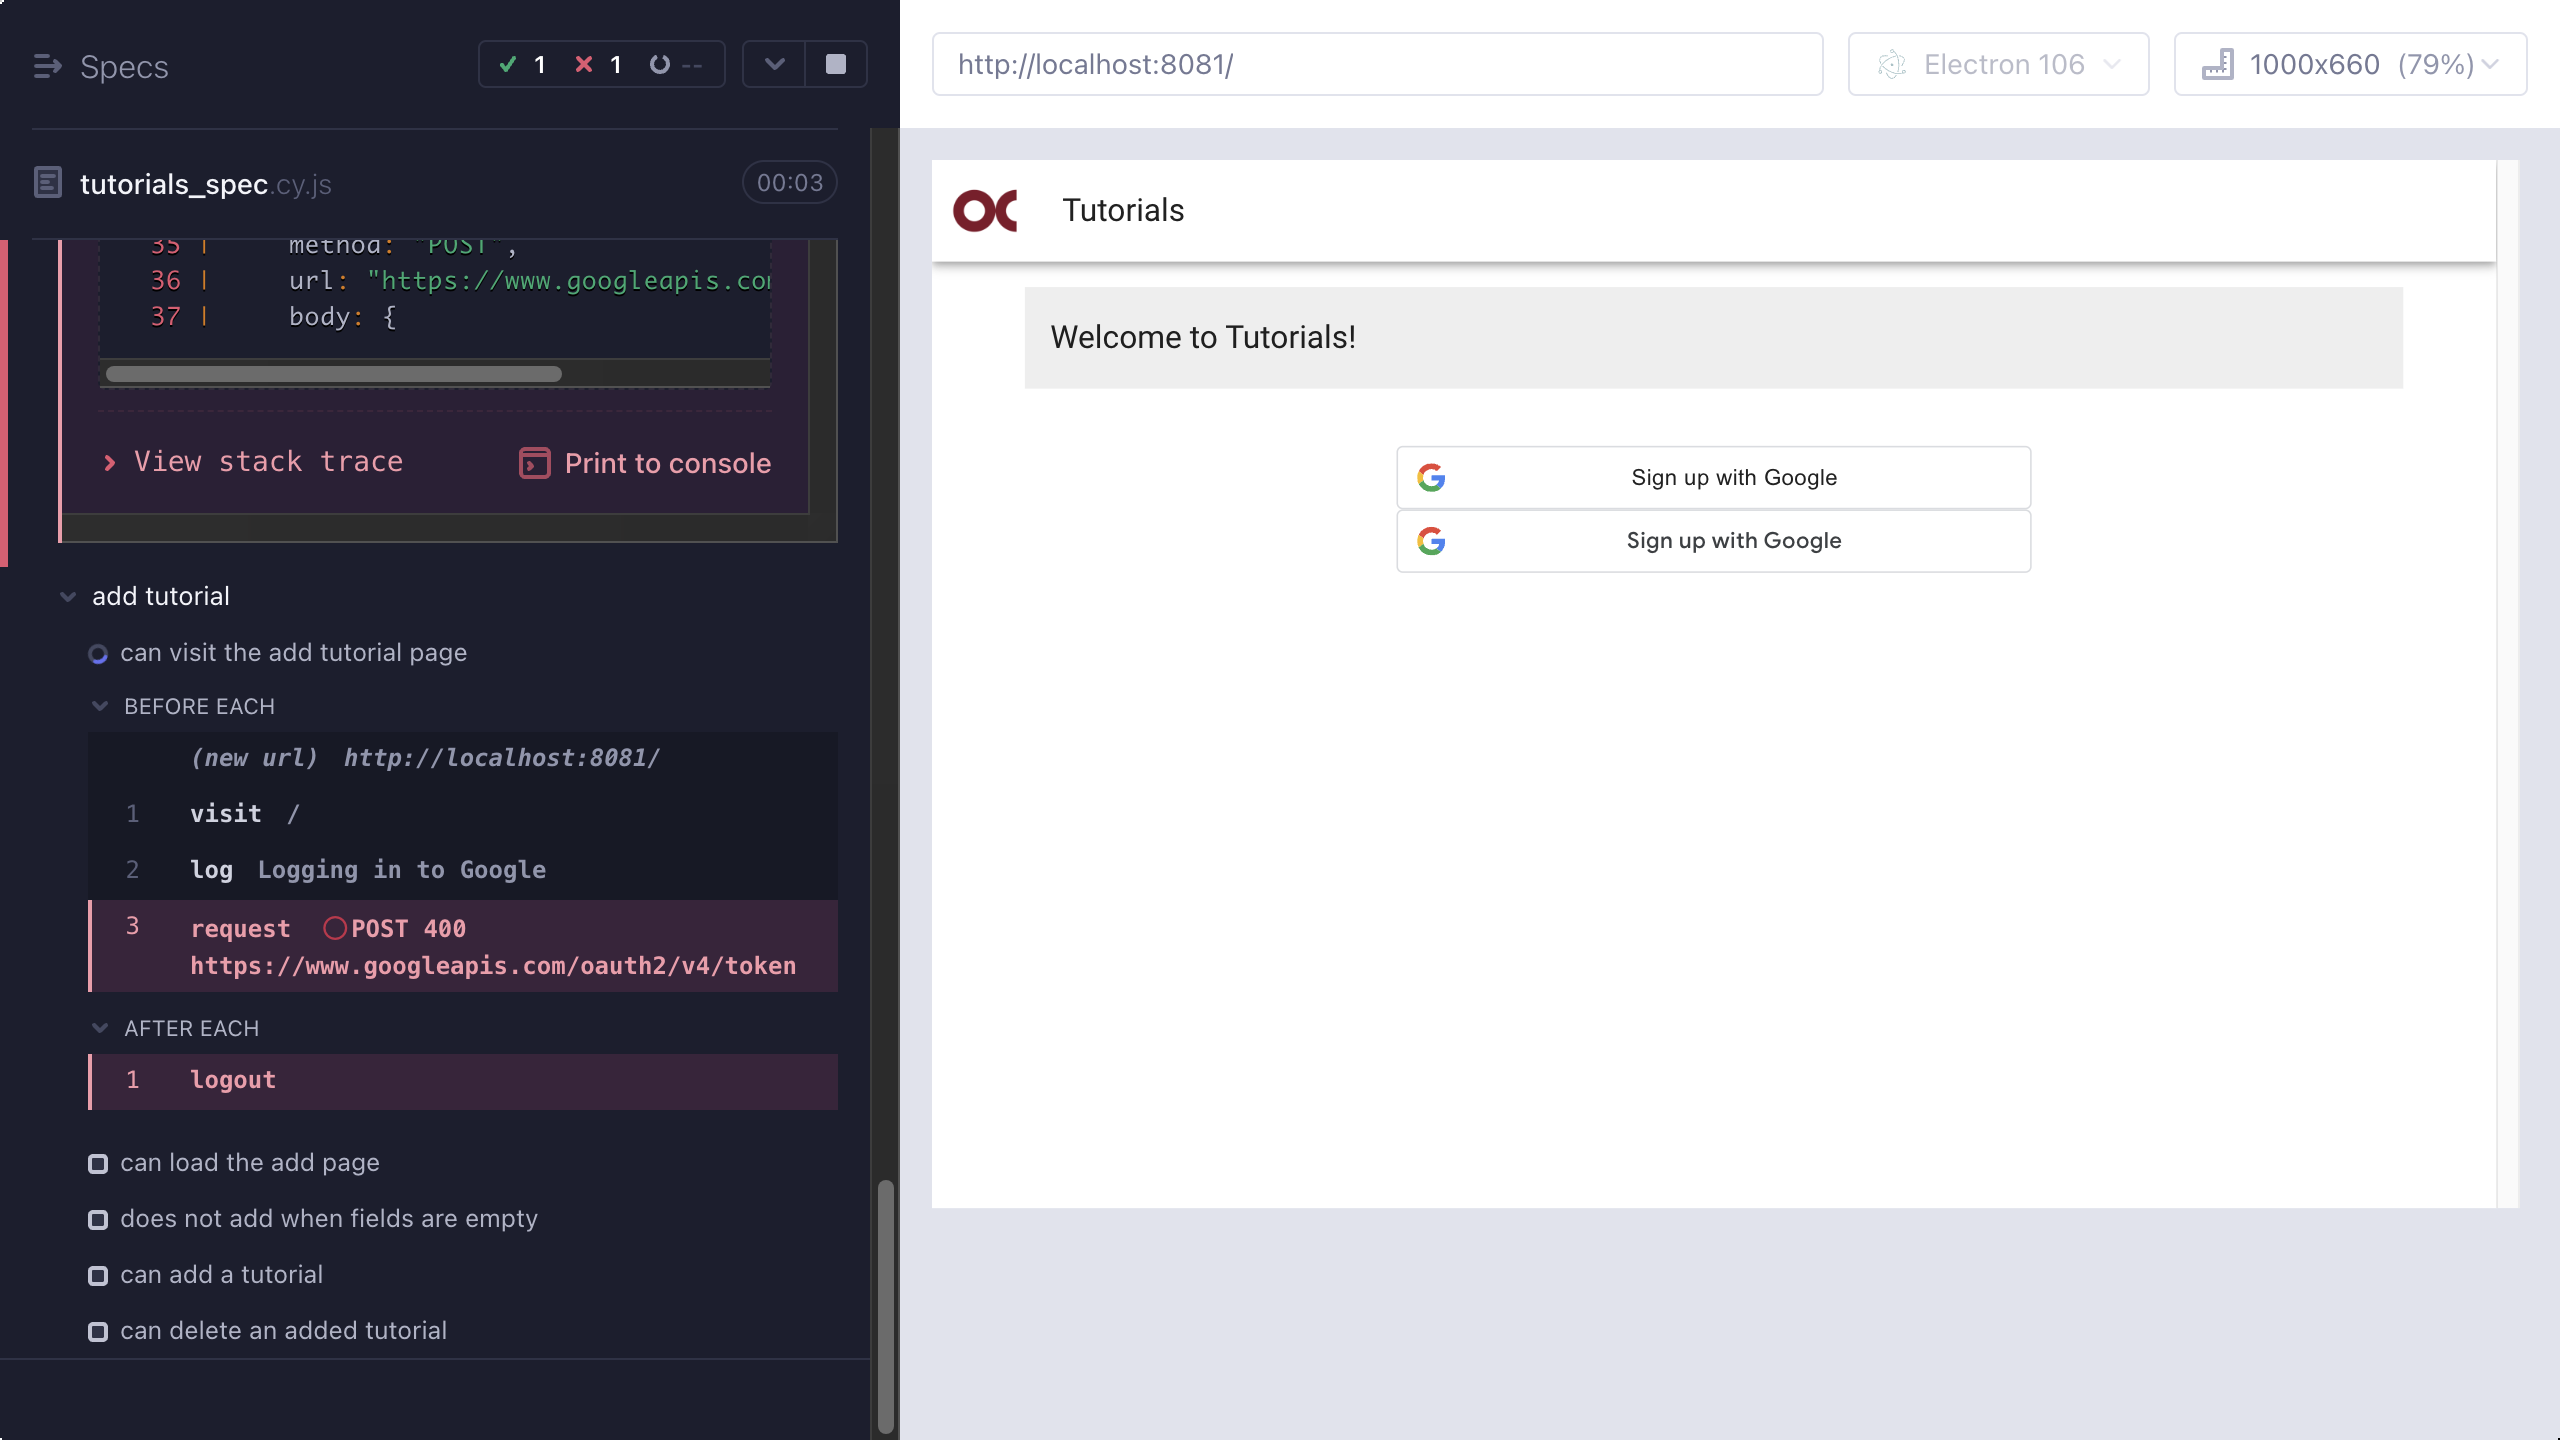 Specs
1 1 --
tutorials_spec.cy.js 00:03
35 | method: "POST",
36 | url: "https://www.googleapis.com
37 | body: {
View stack trace Print to console
add tutorial
can visit the add tutorial page
BEFORE EACH
(new url) http://localhost:8081/
1 visit /
2 log Logging in to Google
3 request POST 400
https://www.googleapis.com/oauth2/v4/token
AFTER EACH
1 logout
can load the add page
does not add when fields are empty
can add a tutorial
can delete an added tutorial
http://localhost:8081/
Electron 106
1000x660 (79%)
OC Tutorials
Welcome to Tutorials!
Sign up with Google
Sign up with Google